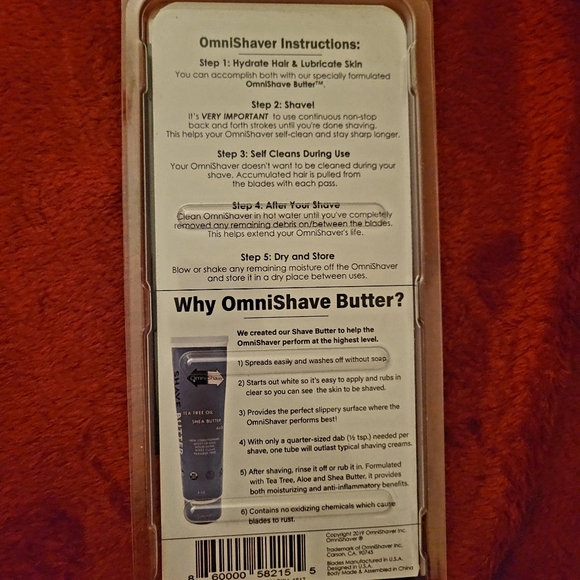 OmniShaver Instructions:
Step 1: Hydrate Hair & Lubricate Skin
You can accomplish both with our specially formulated
OmniShave Butter™.
Step 2: Shave!
It's VERY IMPORTANT to use continuous non-stop
back and forth strokes until you're done shaving.
This helps your OmniShaver self-clean and stay sharp longer.
Step 3: Self Cleans During Use
Your OmniShaver doesn't want to be cleaned during your
shave. Accumulated hair is pulled from
the blades with each pass.
Step 4: After Your Shave
Clean OmniShaver in hot water until you've completely
removed any remaining debris on/between the blades.
This helps extend your OmniShaver's life.
Step 5: Dry and Store
Blow or shake any remaining moisture off the OmniShaver
and store it in a dry place between uses.
Why OmniShave Butter?
We created our Shave Butter to help the
OmniShaver perform at the highest level.
1) Spreads easily and washes off without soap.
2) Starts out white so it's easy to apply and rubs in
clear so you can see the skin to be shaved.
3) Provides the perfect slippery surface where the
OmniShaver performs best!
4) With only a quarter-sized dab (½ tsp.) needed per
shave, one tube will outlast typical shaving creams.
5) After shaving, rinse it off or rub it in. Formulated
with Tea Tree, Aloe and Shea Butter, it provides
both moisturizing and anti-inflammatory benefits.
6) Contains no oxidizing chemicals which cause
blades to rust.
OmniShave
SHAVE BUTTER
TEA TREE OIL
SHEA BUTTER
8 60000 58215 5
Copyright 2019 OmniShaver Inc.
OmniShaver ®
Trademark of OmniShaver Inc.
Carson, CA. 90745
Blades Manufactured in U.S.A.
Designed in U.S.A.
Body Made & Assembled in China